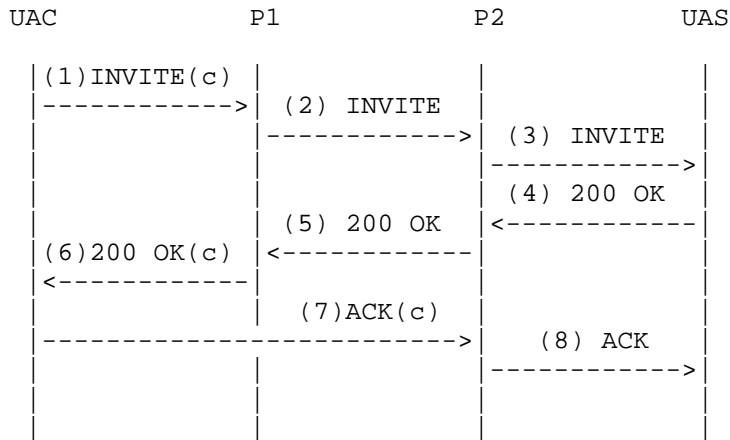 UAC P1 P2 UAS
(1)INVITE(c)
(2) INVITE
(3) INVITE
(4) 200 OK
(5) 200 OK
(6)200 OK(c)
(7)ACK(c)
(8) ACK